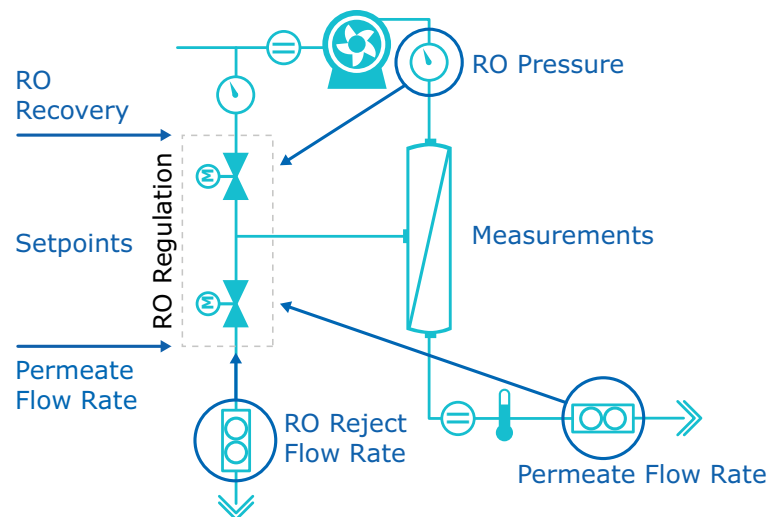 RO Pressure
RO
Recovery
RO Regulation
M
Setpoints
Measurements
M
Permeate
Flow Rate
RO Reject
Flow Rate
Permeate Flow Rate